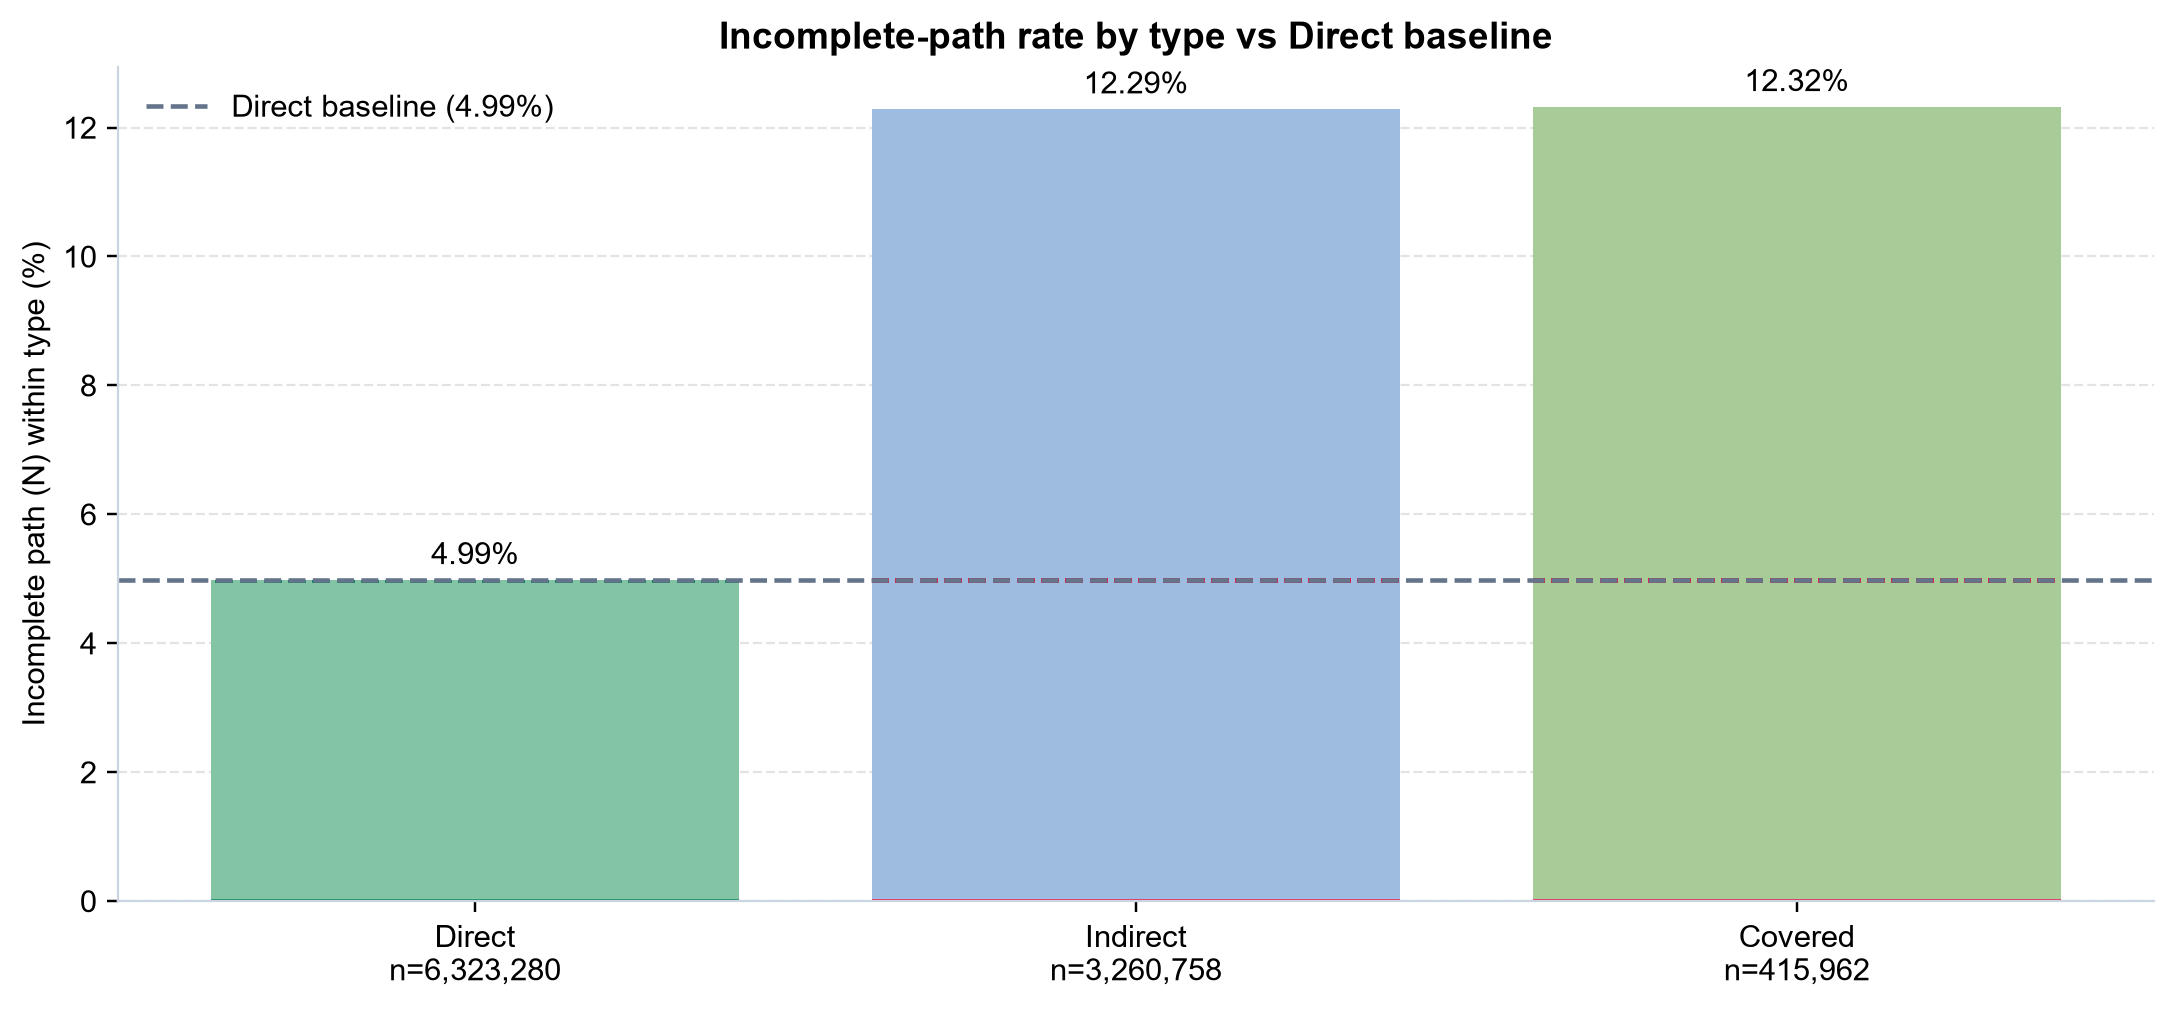 Incomplete-path rate by type vs Direct baseline
Direct baseline (4.99%)
Incomplete path (N) within type (%)
12
10
8
6
4
2
0
4.99%
12.29%
12.32%
Direct
n=6,323,280
Indirect
n=3,260,758
Covered
n=415,962